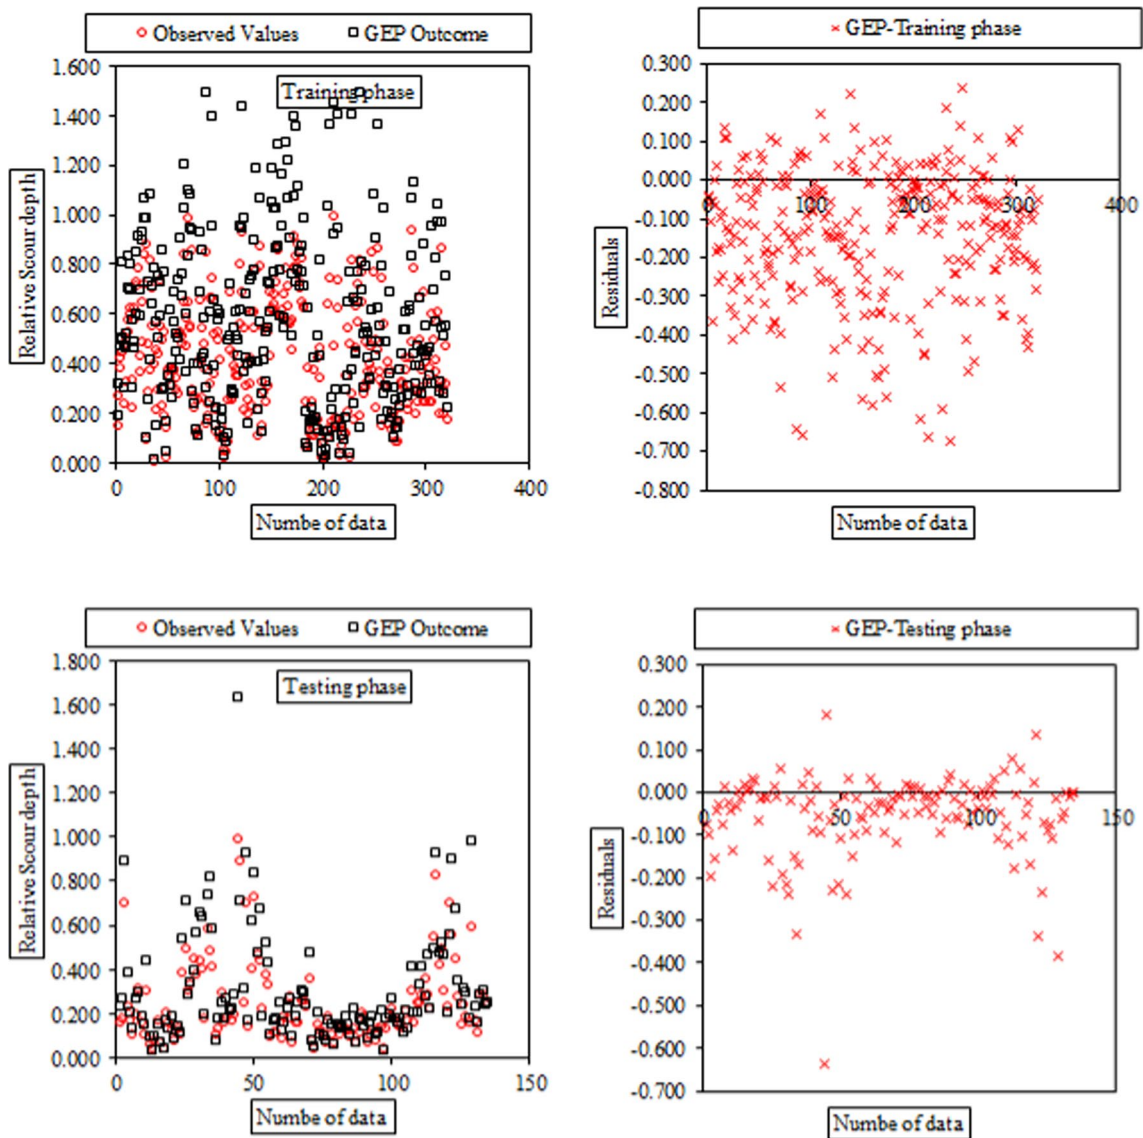 Observed Values GEP Outcome
GEP-Training phase
1.600
1.400
1.200
1.000
0.800
0.600
0.400
0.200
0.000
Training phase
Relative Scour depth
0 100 200 300 400
Numbe of data
0.300
0.200
0.100
0.000
-0.100
-0.200
-0.300
-0.400
-0.500
-0.600
-0.700
-0.800
Residuals
0 100 200 300 400
Numbe of data
Observed Values GEP Outcome
GEP-Testing phase
1.800
1.600
1.400
1.200
1.000
0.800
0.600
0.400
0.200
0.000
Testing phase
Relative Scour depth
0 50 100 150
Numbe of data
0.300
0.200
0.100
0.000
-0.100
-0.200
-0.300
-0.400
-0.500
-0.600
-0.700
Residuals
0 50 100 150
Numbe of data